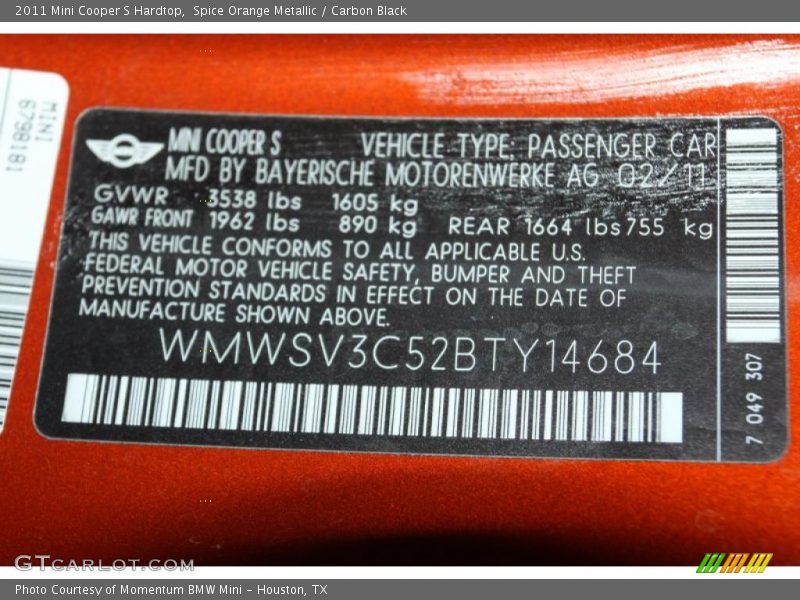 2011 Mini Cooper S Hardtop,  Spice Orange Metallic / Carbon Black
MINI
6798181
MINI COOPER S VEHICLE TYPE: PASSENGER CAR
MFD BY BAYERISCHE MOTORENWERKE AG 02/11
GVWR 3538 lbs 1605 kg
GAWR FRONT 1962 lbs 890 kg REAR 1664 lbs 755 kg
THIS VEHICLE CONFORMS TO ALL APPLICABLE U.S.
FEDERAL MOTOR VEHICLE SAFETY, BUMPER AND THEFT
PREVENTION STANDARDS IN EFFECT ON THE DATE OF
MANUFACTURE SHOWN ABOVE.
WMWSV3C52BTY14684
7 049 307
GTcarlot.com
Photo Courtesy of Momentum BMW Mini - Houston, TX